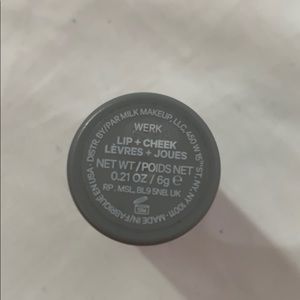 WERK
LIP + CHEEK
LÈVRES + JOUES
NET WT/POIDS NET
0.21 OZ / 6g ℮
RP . MSL, BL9 5NB. UK
DISTR. BY/PAR MILK MAKEUP, LLC, 450 W 15TH ST, NY, NY 10011 • MADE IN/FABRIQUÉ EN USA •